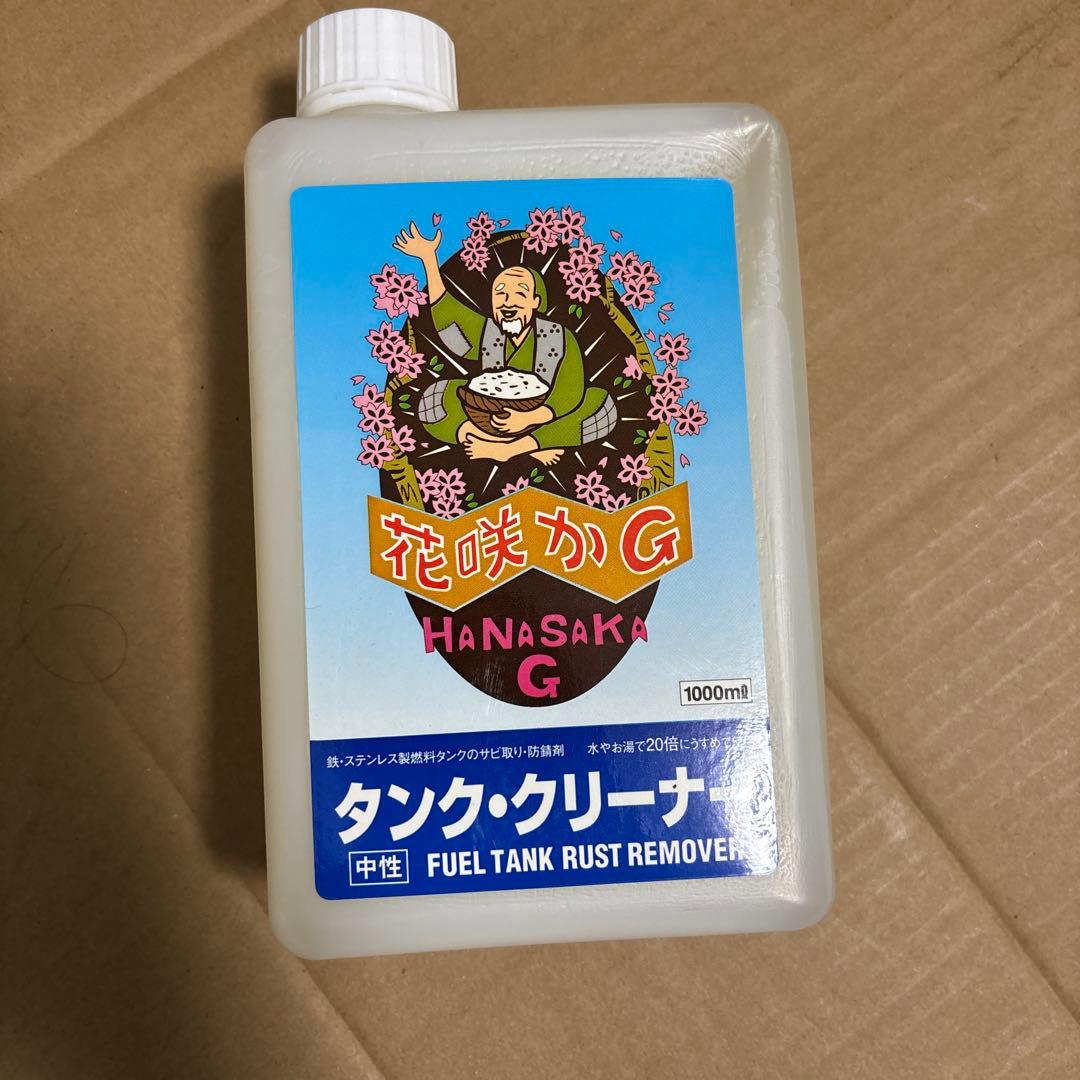 花咲かG
HANASAKA
G
1000ml
鉄・ステンレス製燃料タンクのサビ取り・防錆剤 水やお湯で20倍にうすめて
タンク・クリーナー
中性 FUEL TANK RUST REMOVER